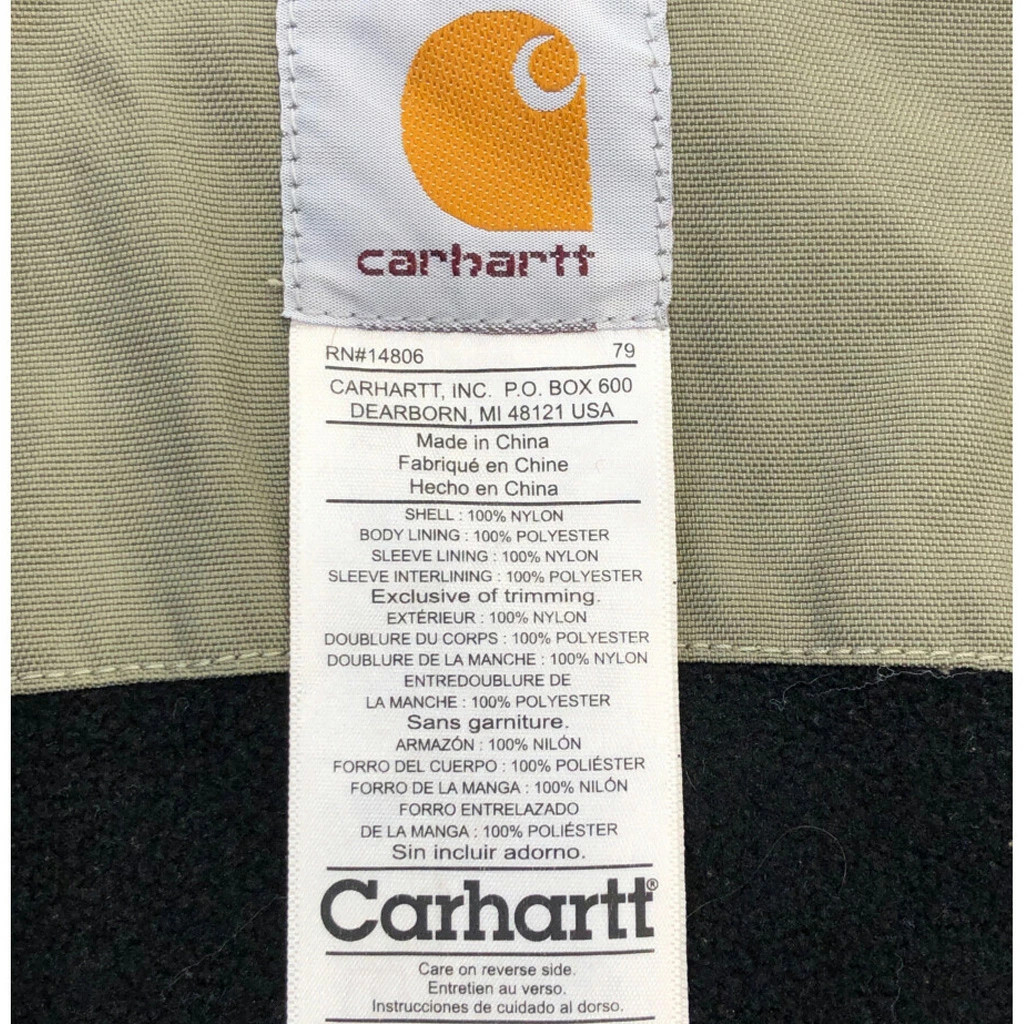 carhartt
RN#14806 79
CARHARTT, INC. P.O. BOX 600
DEARBORN, MI 48121 USA
Made in China
Fabriqué en Chine
Hecho en China
SHELL : 100% NYLON
BODY LINING : 100% POLYESTER
SLEEVE LINING : 100% NYLON
SLEEVE INTERLINING : 100% POLYESTER
Exclusive of trimming.
EXTÉRIEUR : 100% NYLON
DOUBLURE DU CORPS : 100% POLYESTER
DOUBLURE DE LA MANCHE : 100% NYLON
ENTREDOUBLURE DE
LA MANCHE : 100% POLYESTER
Sans garniture.
ARMAZÓN : 100% NILÓN
FORRO DEL CUERPO : 100% POLIÉSTER
FORRO DE LA MANGA : 100% NILÓN
FORRO ENTRELAZADO
DE LA MANGA : 100% POLIÉSTER
Sin incluir adorno.
Carhartt®
Care on reverse side.
Entretien au verso.
Instrucciones de cuidado al dorso.